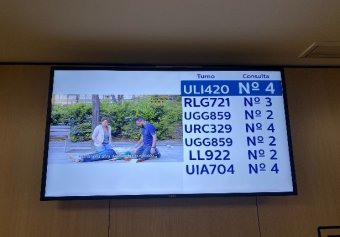 Turno Consulta
ULI420 Nº 4
RLG721 Nº 3
UGG859 Nº 2
URC329 Nº 4
UGG859 Nº 2
LL922 Nº 2
UIA704 Nº 4